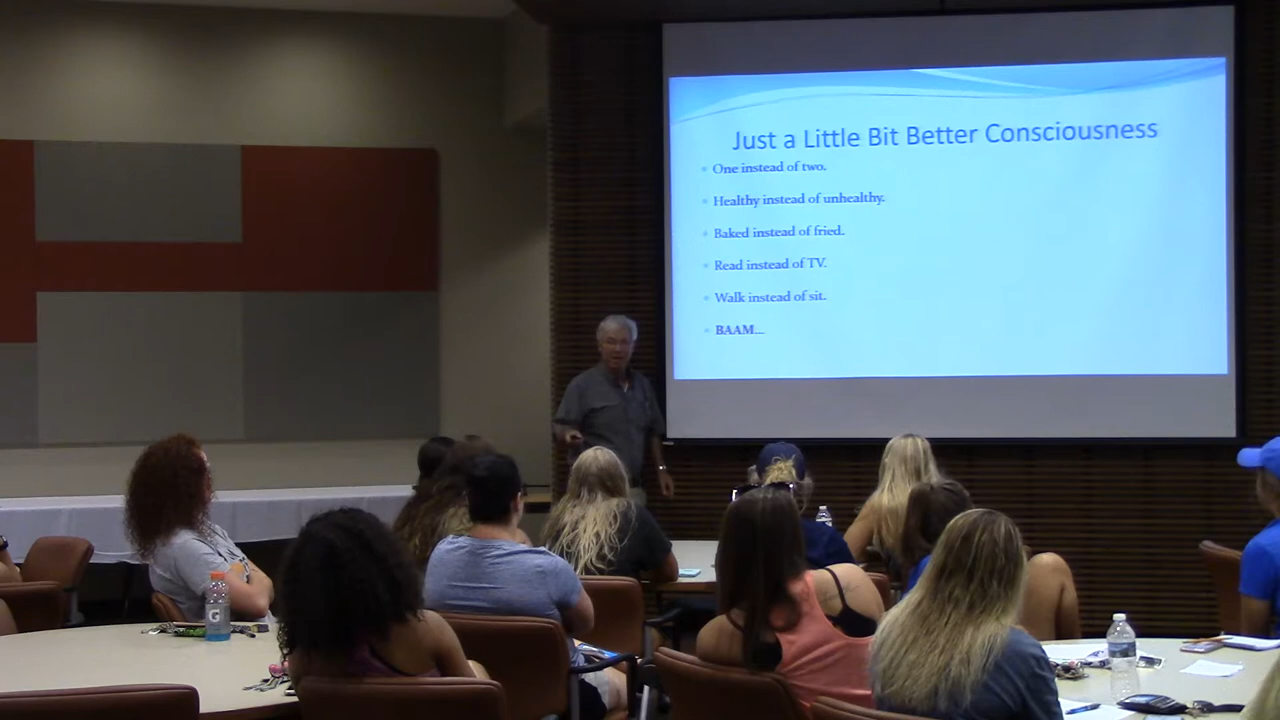 Just a Little Bit Better Consciousness
One instead of two.
Healthy instead of unhealthy.
Baked instead of fried.
Read instead of TV.
Walk instead of sit.
BAAM...
G